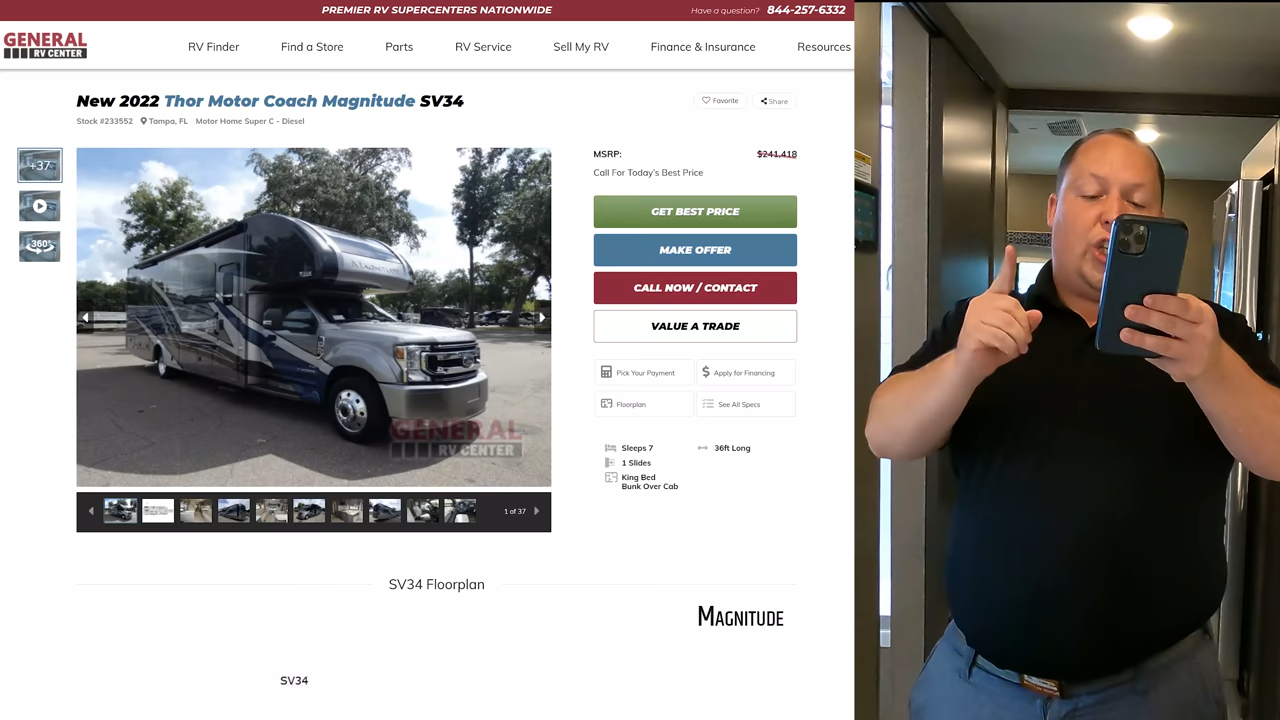 PREMIER RV SUPERCENTERS NATIONWIDE
Have a question? 844-257-6332
GENERAL
RV CENTER
RV Finder
Find a Store
Parts
RV Service
Sell My RV
Finance & Insurance
Resources
New 2022 Thor Motor Coach Magnitude SV34
Favorite
Share
Stock #233552 Tampa, FL Motor Home Super C - Diesel
+37
360°
MSRP: $241,418
Call For Today's Best Price
GET BEST PRICE
MAKE OFFER
CALL NOW / CONTACT
VALUE A TRADE
Pick Your Payment
Apply for Financing
Floorplan
See All Specs
Sleeps 7
36ft Long
1 Slides
King Bed
Bunk Over Cab
MAGNITUDE
GENERAL
RV CENTER
1 of 37
SV34 Floorplan
MAGNITUDE
SV34